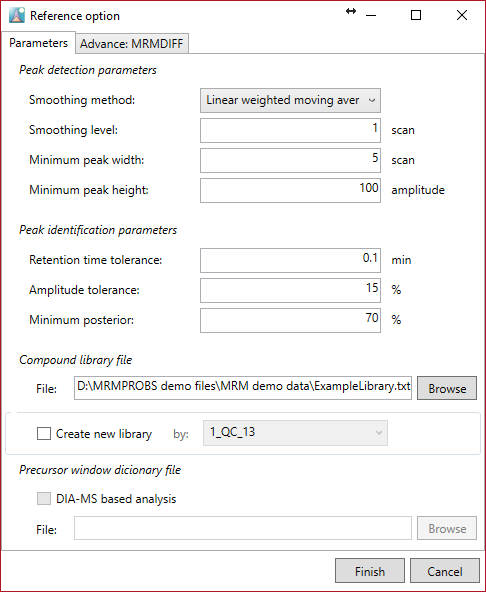 Reference option
Parameters Advance: MRMDIFF
Peak detection parameters
Smoothing method: Linear weighted moving aver
Smoothing level: 1 scan
Minimum peak width: 5 scan
Minimum peak height: 100 amplitude
Peak identification parameters
Retention time tolerance: 0.1 min
Amplitude tolerance: 15 %
Minimum posterior: 70 %
Compound library file
File: D:\MRMPROBS demo files\MRM demo data\ExampleLibrary.txt Browse
Create new library by: 1_QC_13
Precursor window dicionary file
DIA-MS based analysis
File: Browse
Finish Cancel